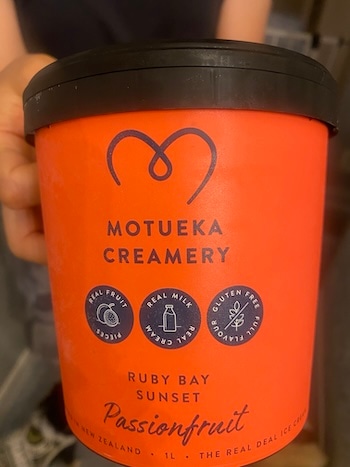 MOTUEKA
CREAMERY
REAL FRUIT
PIECES
REAL MILK
REAL CREAM
GLUTEN FREE
FULL FLAVOUR
RUBY BAY
SUNSET
Passionfruit
NEW ZEALAND • 1L • THE REAL DEAL ICE